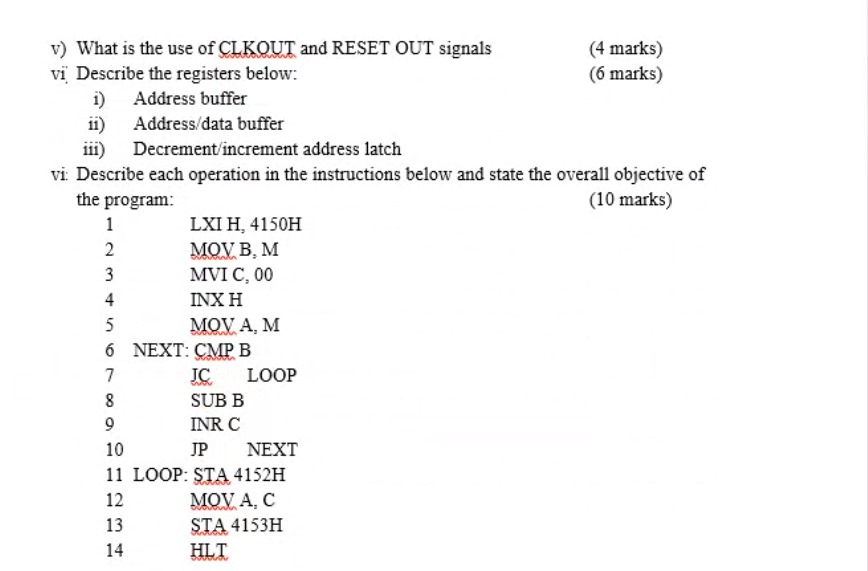 v) What is the use of CLKOUT and RESET OUT signals (4 marks)
vi Describe the registers below: (6 marks)
i) Address buffer
ii) Address/data buffer
iii) Decrement/increment address latch
vi: Describe each operation in the instructions below and state the overall objective of
the program: (10 marks)
1 LXI H, 4150H
2 MOV B, M
3 MVI C, 00
4 INX H
5 MOV A, M
6 NEXT: CMP B
7 JC LOOP
8 SUB B
9 INR C
10 JP NEXT
11 LOOP: STA 4152H
12 MOV A, C
13 STA 4153H
14 HLT